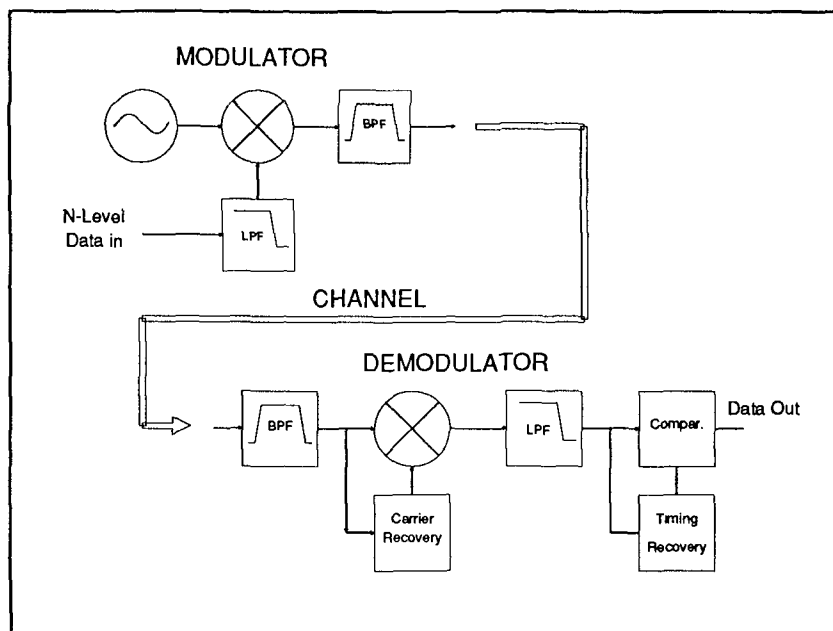 MODULATOR
BPF
N-Level
Data in
LPF
CHANNEL
DEMODULATOR
BPF
LPF
Compar.
Data Out
Carrier
Recovery
Timing
Recovery